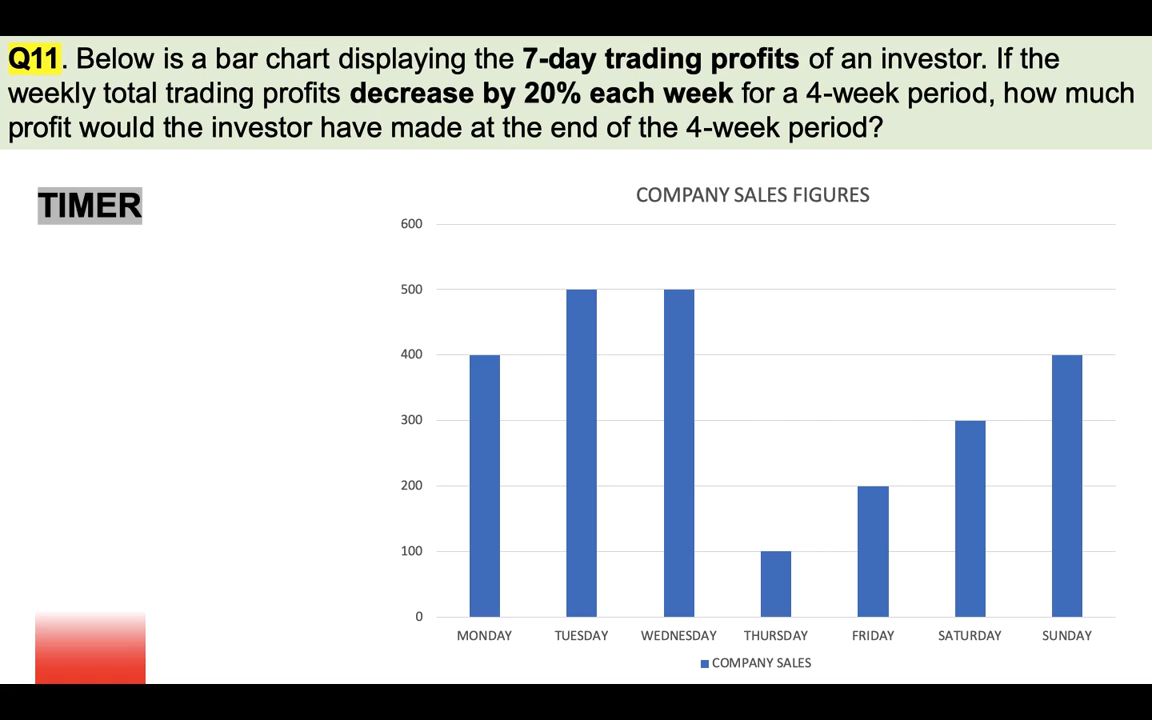 Q11. Below is a bar chart displaying the 7-day trading profits of an investor. If the
weekly total trading profits decrease by 20% each week for a 4-week period, how much
profit would the investor have made at the end of the 4-week period?
TIMER
COMPANY SALES FIGURES
600
500
400
300
200
100
0
MONDAY TUESDAY WEDNESDAY THURSDAY FRIDAY SATURDAY SUNDAY
COMPANY SALES